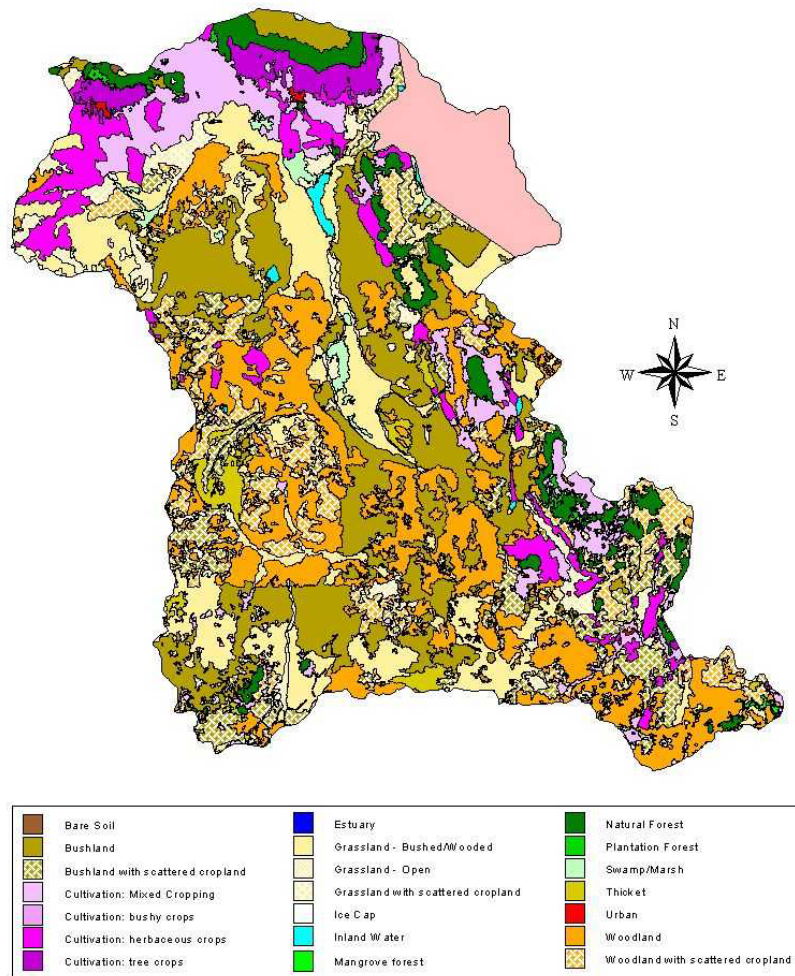 N
W E
S
Bare Soil
Bushland
Bushland with scattered cropland
Cultivation: Mixed Cropping
Cultivation: bushy crops
Cultivation: herbaceous crops
Cultivation: tree crops
Estuary
Grassland - Bushed/Wooded
Grassland - Open
Grassland with scattered cropland
Ice Cap
Inland Water
Mangrove forest
Natural Forest
Plantation Forest
Swamp/Marsh
Thicket
Urban
Woodland
Woodland with scattered cropland